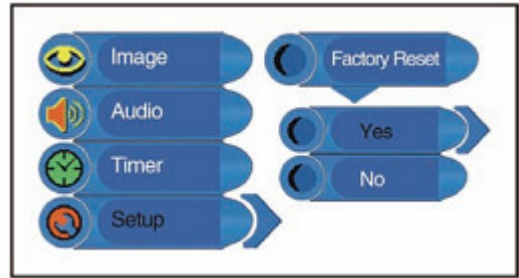 Image
Audio
Timer
Setup
Factory Reset
Yes
No